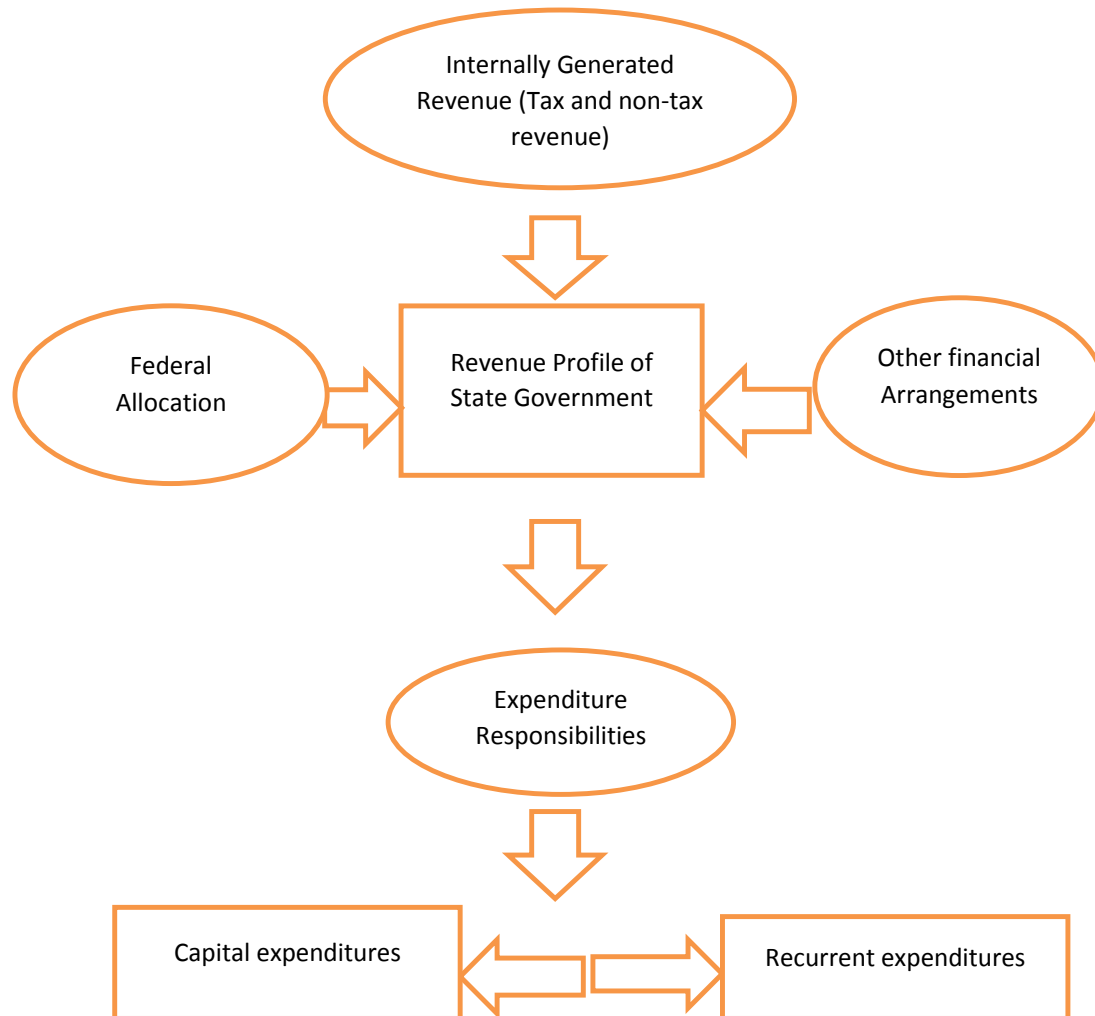 Internally Generated
Revenue (Tax and non-tax
revenue)
Federal
Allocation
Revenue Profile of
State Government
Other financial
Arrangements
Expenditure
Responsibilities
Capital expenditures
Recurrent expenditures